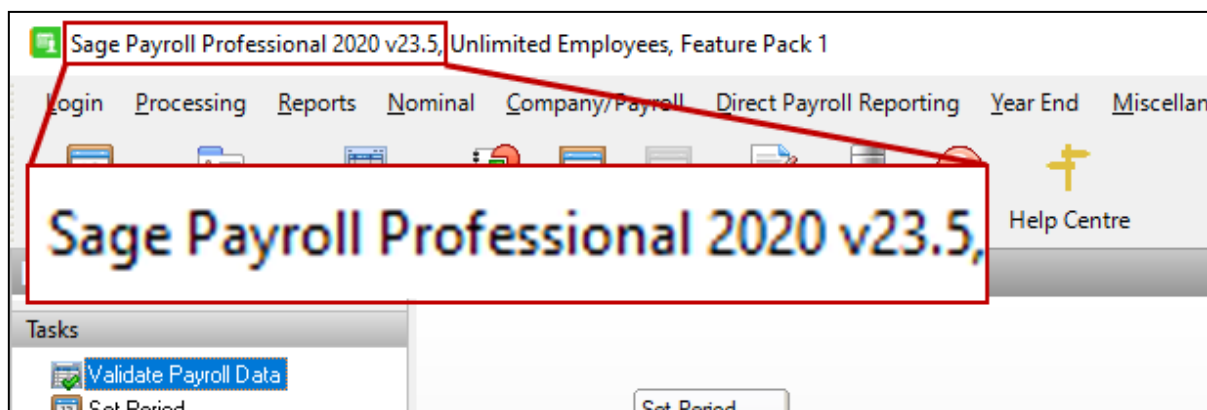 Sage Payroll Professional 2020 v23.5, Unlimited Employees, Feature Pack 1
Login Processing Reports Nominal Company/Payroll Direct Payroll Reporting Year End Miscellan
Sage Payroll Professional 2020 v23.5,
Help Centre
Tasks
Validate Payroll Data
Set Period
Set Period